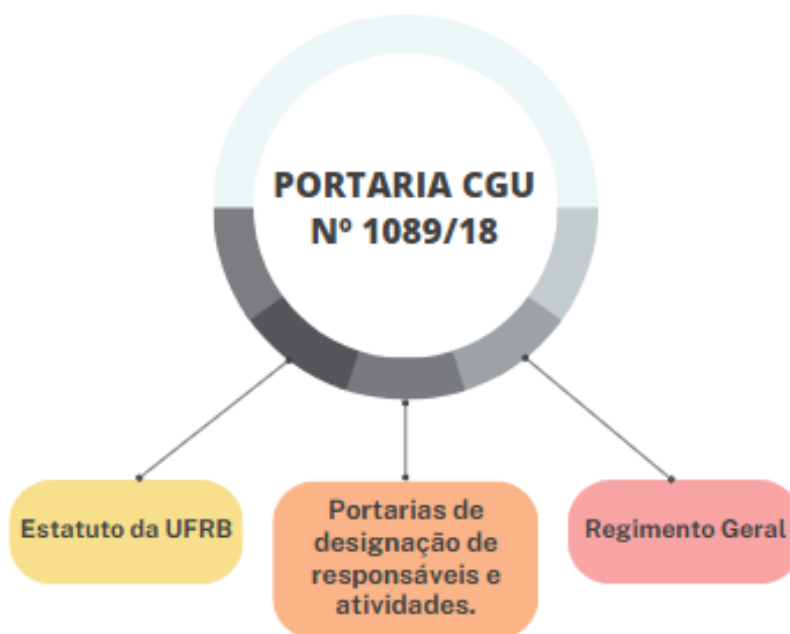 PORTARIA CGU
Nº 1089/18
Estatuto da UFRB
Portarias de
designação de
responsáveis e
atividades.
Regimento Geral